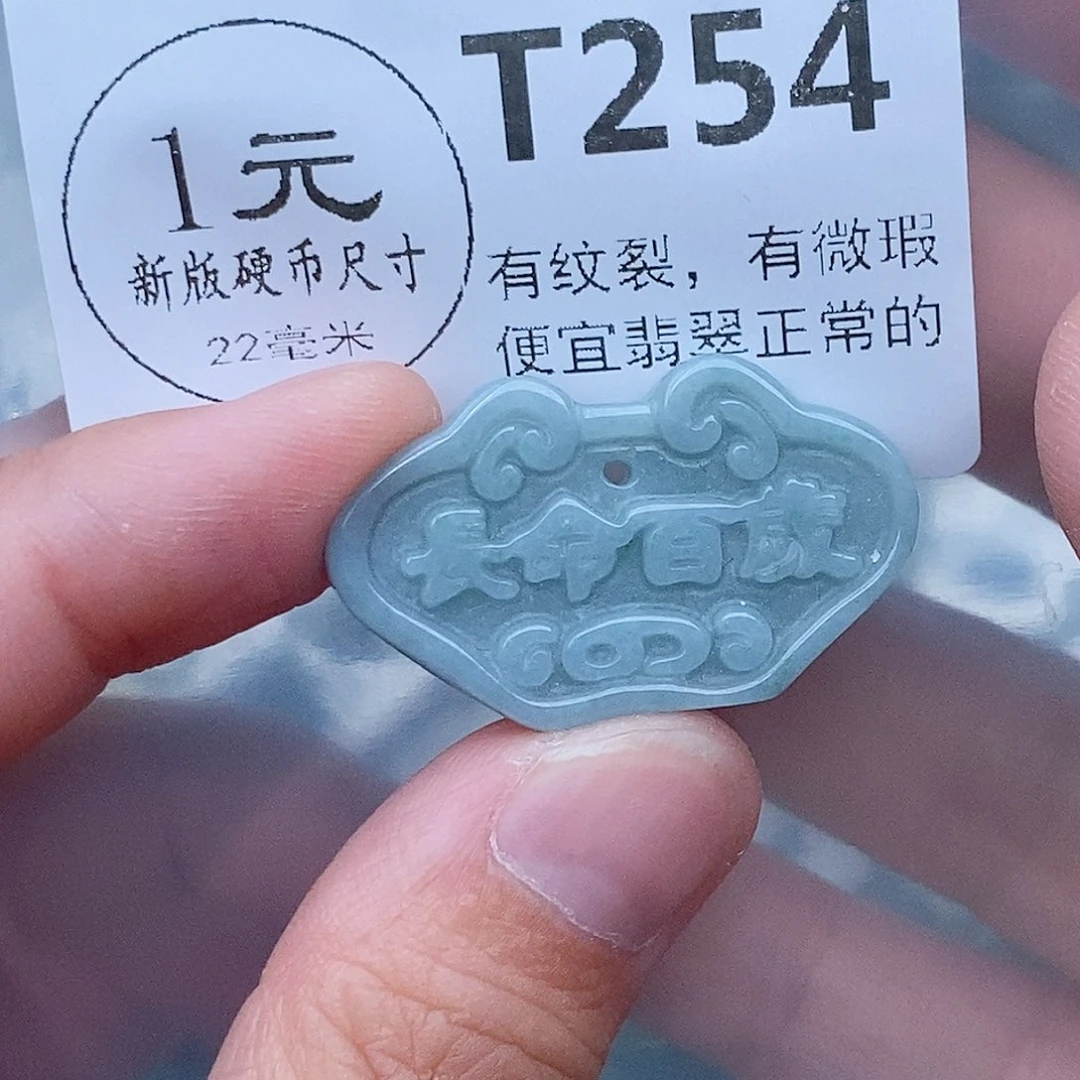 T254
1元
新版硬币尺寸
22毫米
有纹裂，有微瑕
便宜翡翠正常的
长命百岁